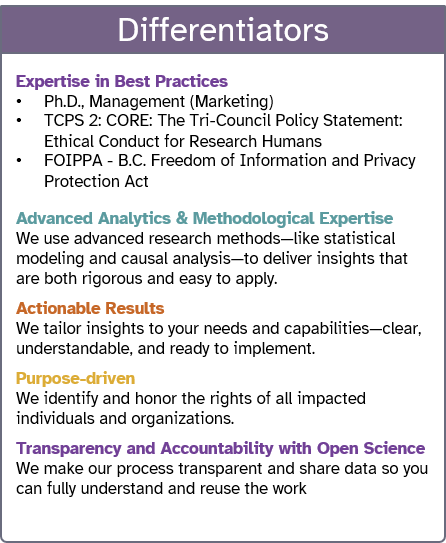 Differentiators
Expertise in Best Practices
• Ph.D., Management (Marketing)
• TCPS 2: CORE: The Tri-Council Policy Statement:
Ethical Conduct for Research Humans
• FOIPPA - B.C. Freedom of Information and Privacy
Protection Act
Advanced Analytics & Methodological Expertise
We use advanced research methods—like statistical
modeling and causal analysis—to deliver insights that
are both rigorous and easy to apply.
Actionable Results
We tailor insights to your needs and capabilities—clear,
understandable, and ready to implement.
Purpose-driven
We identify and honor the rights of all impacted
individuals and organizations.
Transparency and Accountability with Open Science
We make our process transparent and share data so you
can fully understand and reuse the work